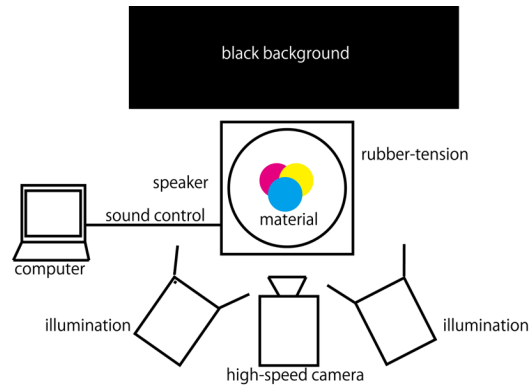 black background
rubber-tension
speaker
sound control
material
computer
illumination
illumination
high-speed camera